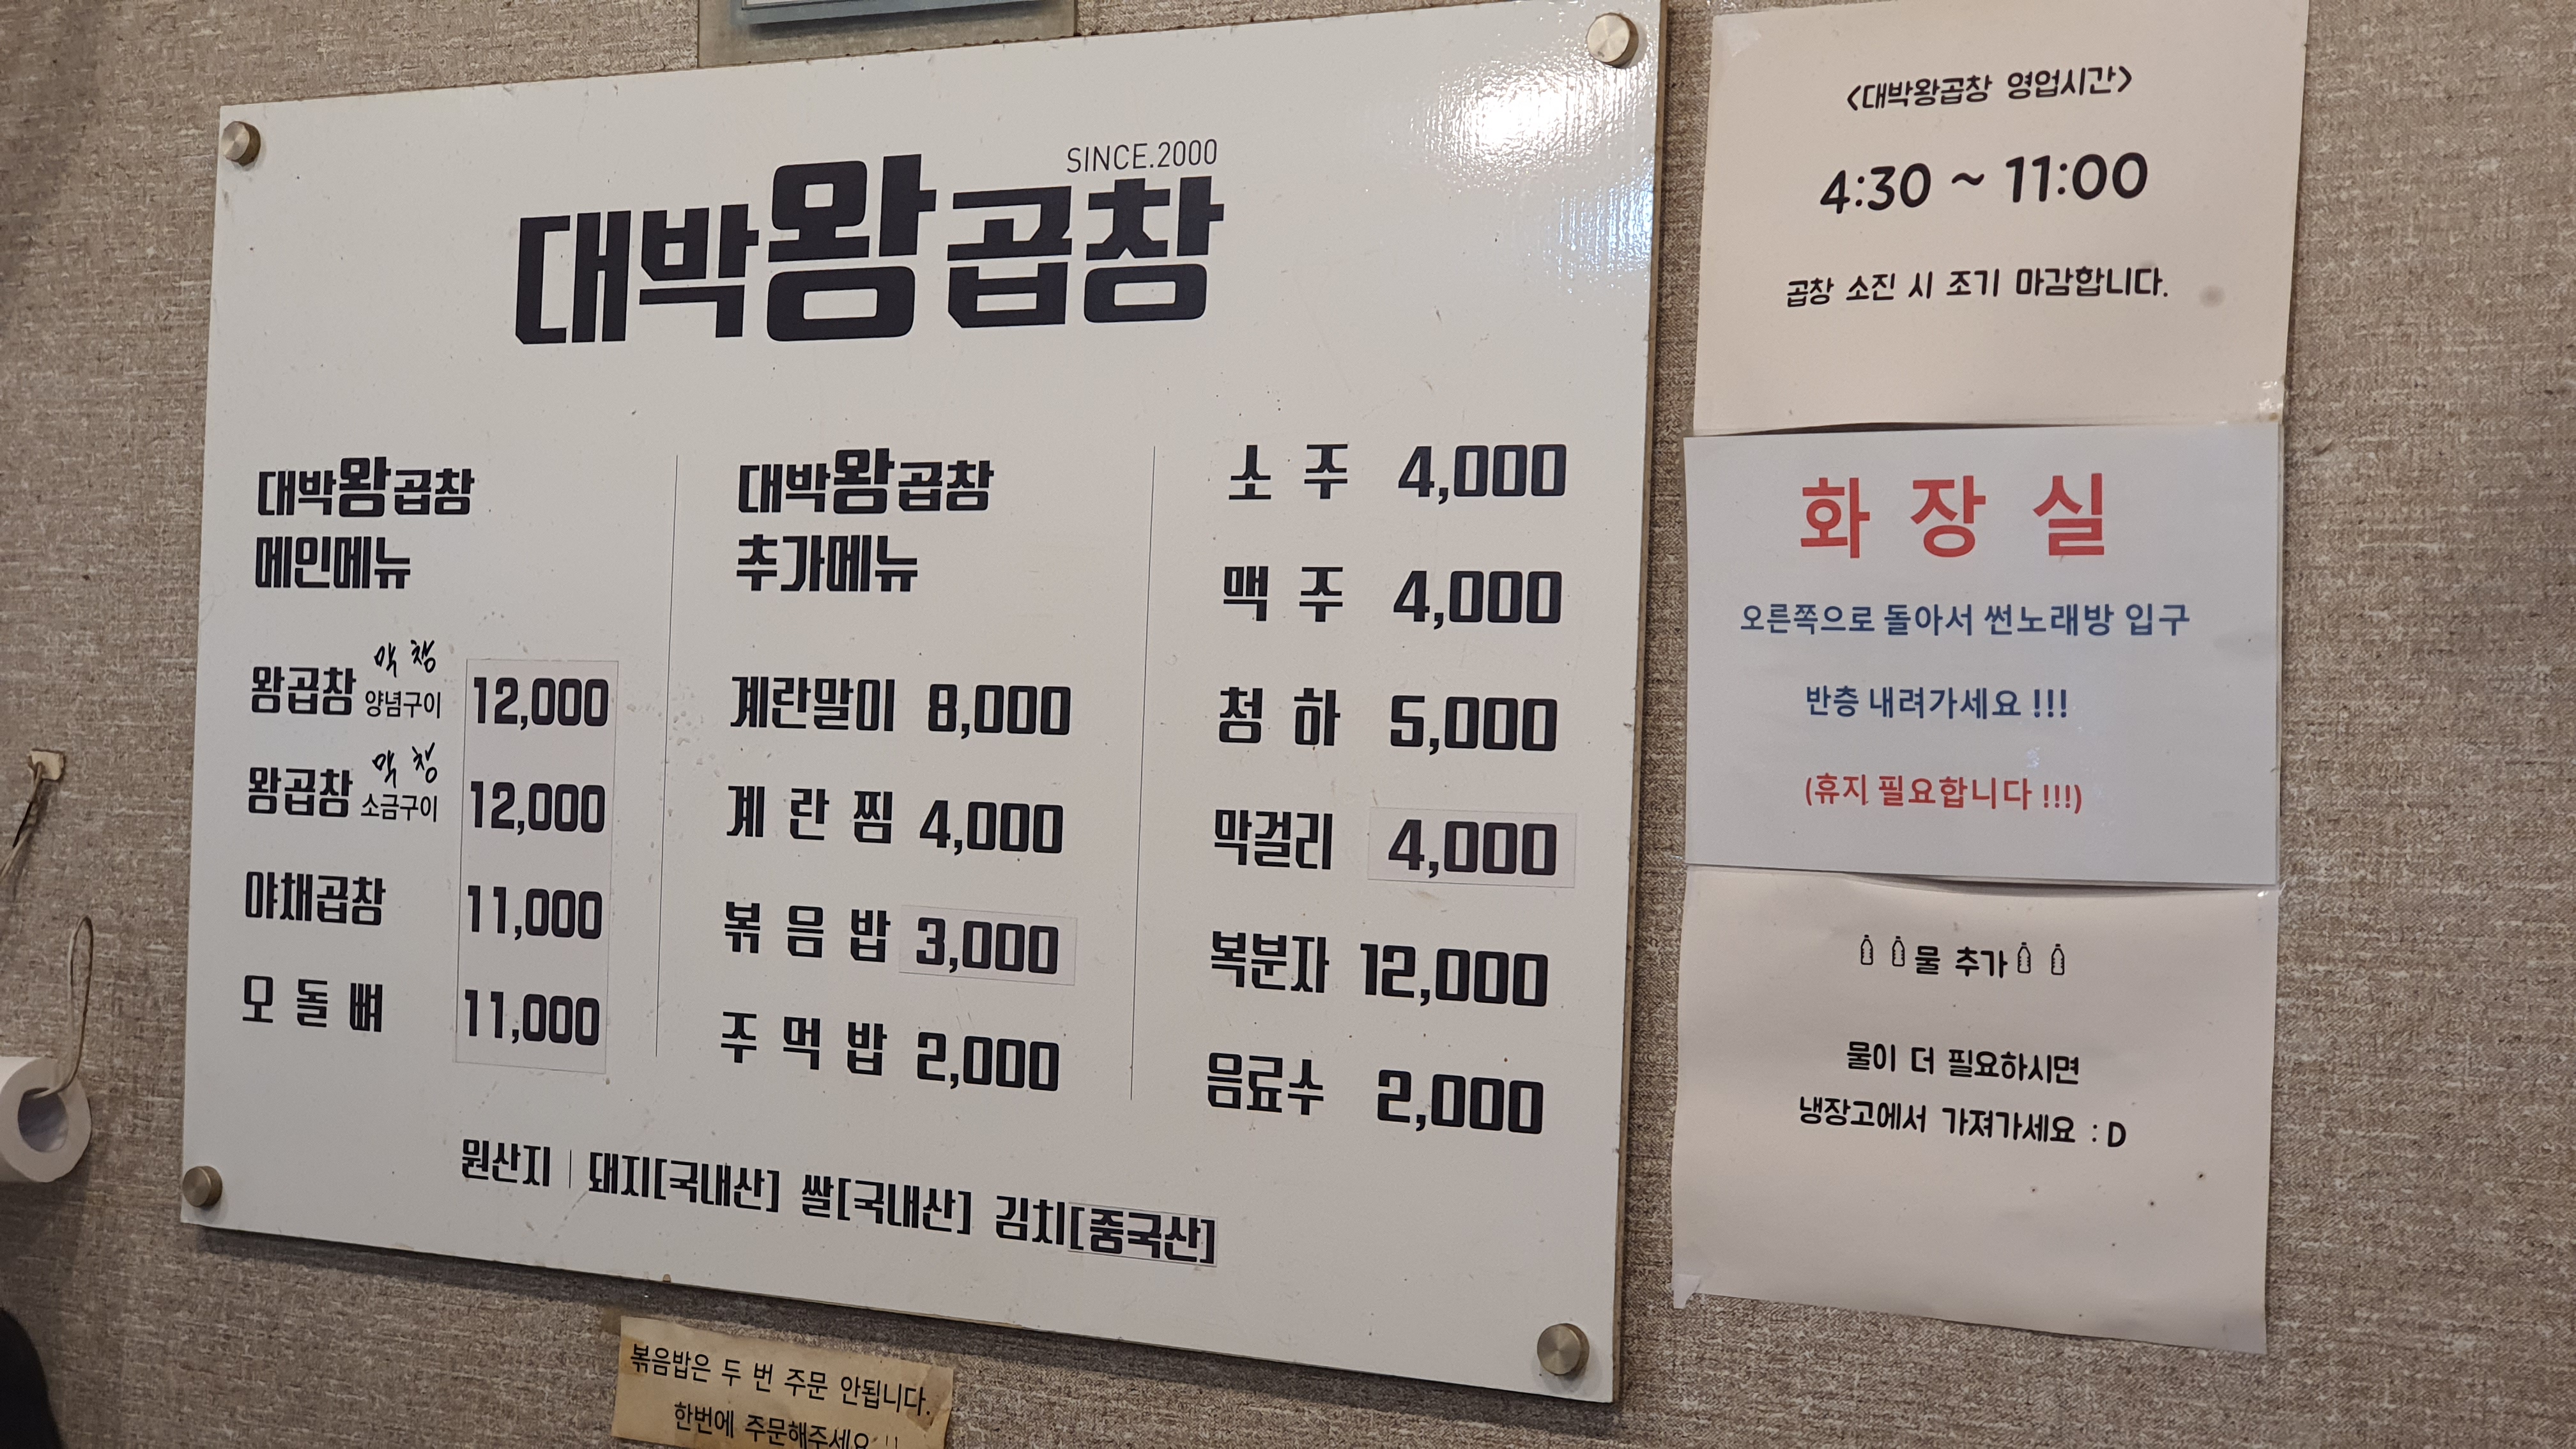 SINCE.2000
대박왕곱창
대박왕곱창
메인메뉴
막창
왕곱창 양념구이 12,000
막창
왕곱창 소금구이 12,000
야채곱창 11,000
모돌뼈 11,000
대박왕곱창
추가메뉴
계란말이 8,000
계란찜 4,000
볶음밥 3,000
주먹밥 2,000
소주 4,000
맥주 4,000
청하 5,000
막걸리 4,000
복분자 12,000
음료수 2,000
원산지 | 돼지[국내산] 쌀[국내산] 김치[중국산]
볶음밥은 두 번 주문 안됩니다.
한번에 주문해주세요 !!
<대박왕곱창 영업시간>
4:30 ~ 11:00
곱창 소진 시 조기 마감합니다.
화장실
오른쪽으로 돌아서 썬노래방 입구
반층 내려가세요 !!!
(휴지 필요합니다 !!!)
물 추가
물이 더 필요하시면
냉장고에서 가져가세요 : D